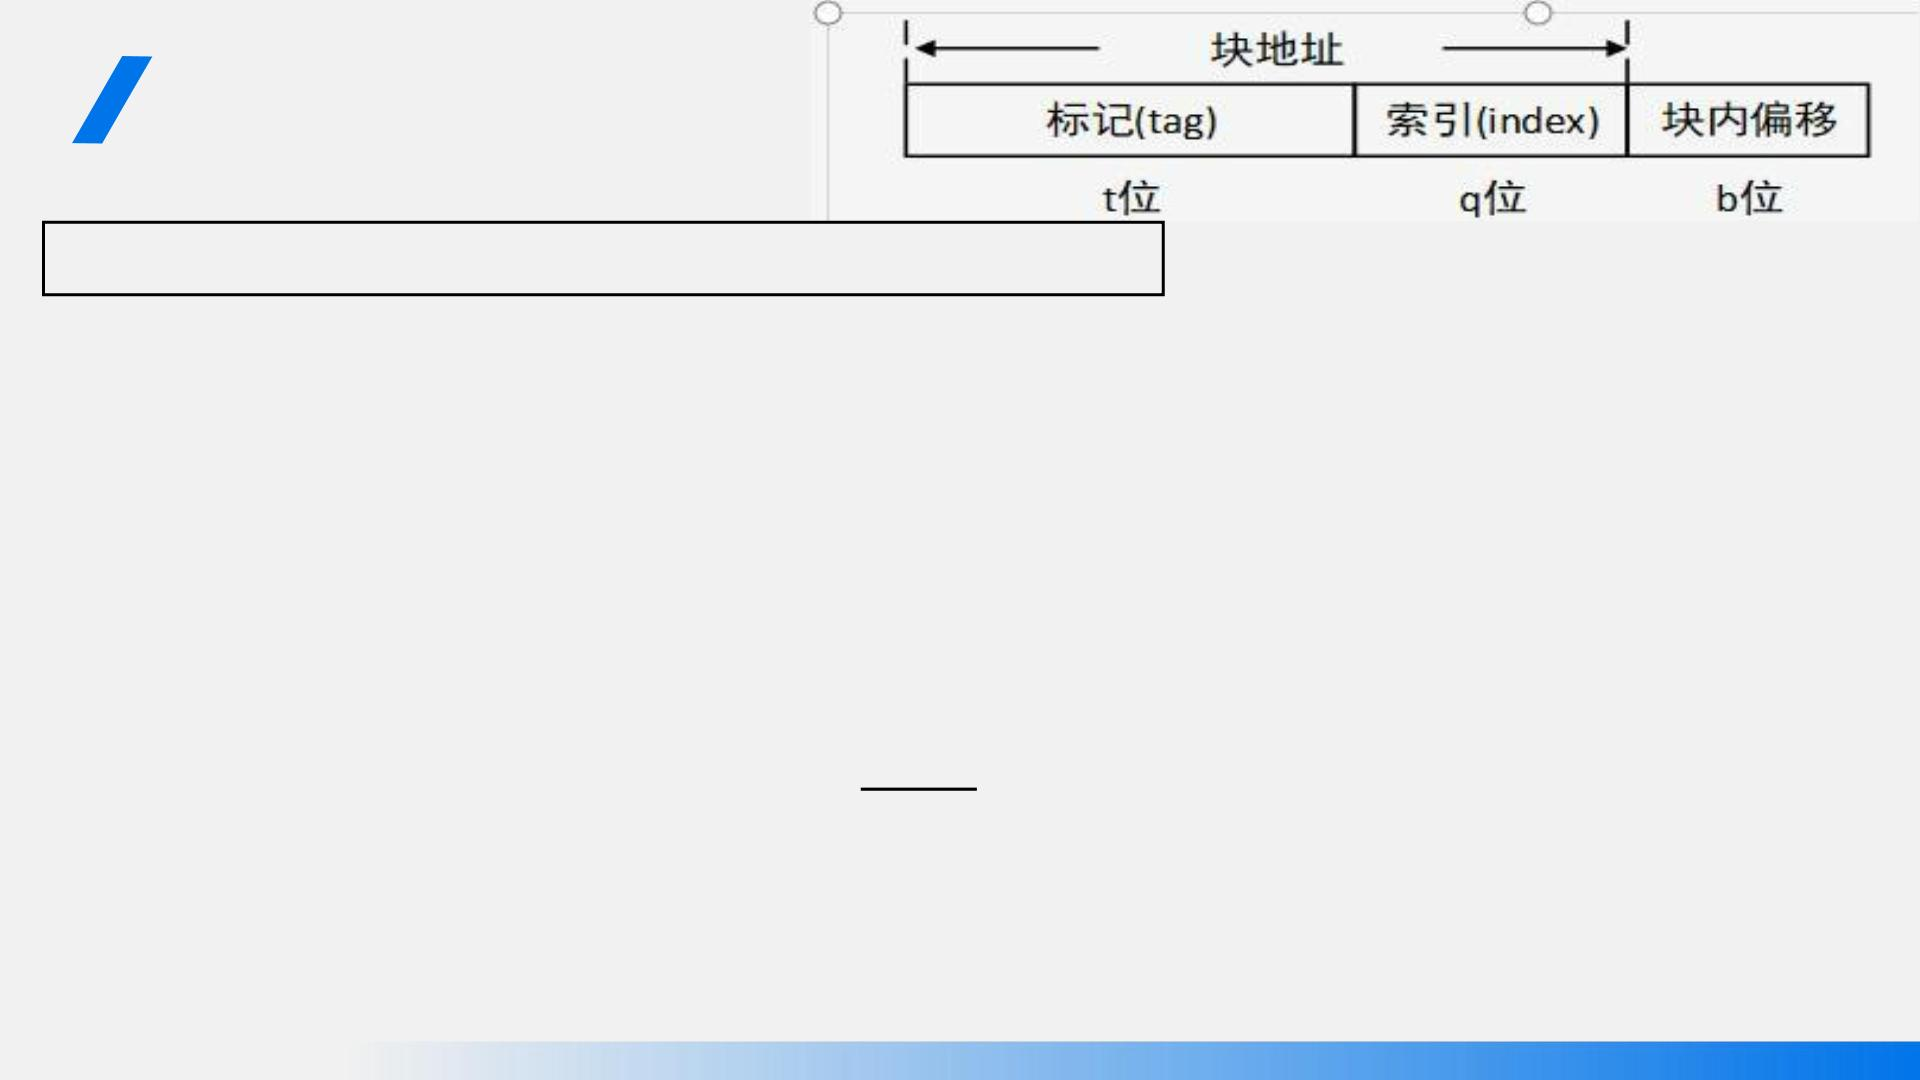 块地址
标记(tag) 索引(index) 块内偏移
t位 q位 b位